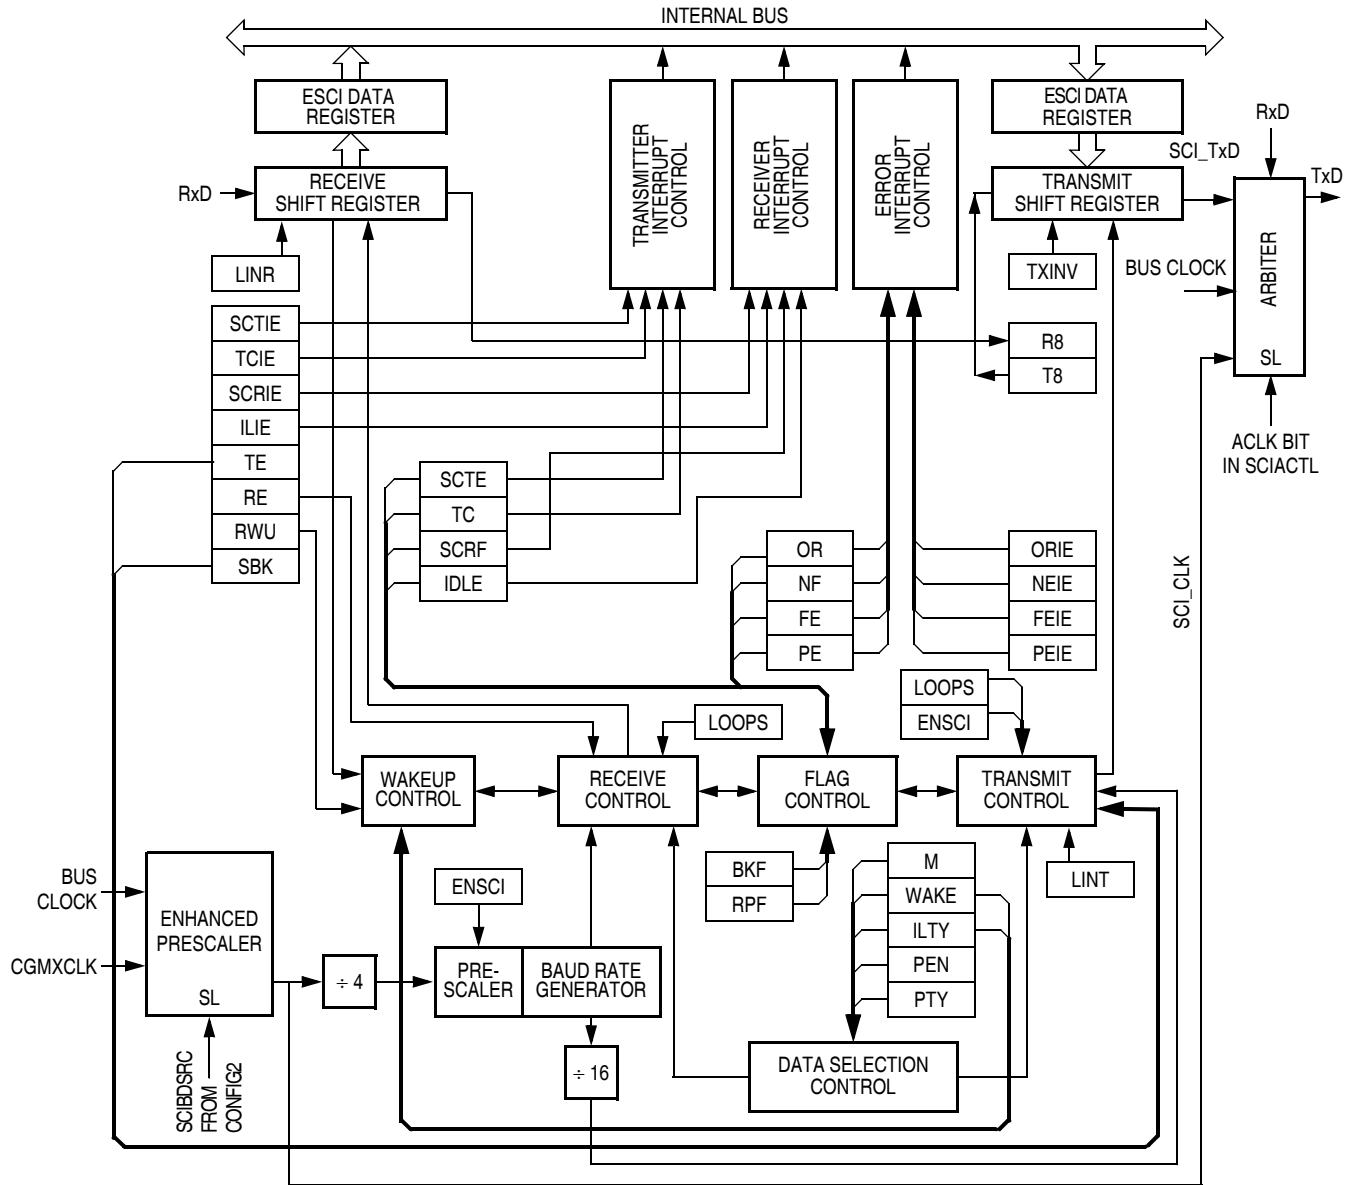 INTERNAL BUS
ESCI DATA
REGISTER
RECEIVE
SHIFT REGISTER
RxD
LINR
TRANSMITTER
INTERRUPT
CONTROL
RECEIVER
INTERRUPT
CONTROL
ERROR
INTERRUPT
CONTROL
ESCI DATA
REGISTER
TRANSMIT
SHIFT REGISTER
SCI_TxD
RxD
TxD
TXINV
BUS CLOCK
ARBITER
SL
ACLK BIT
IN SCIACTL
R8
T8
SCTIE
TCIE
SCRIE
ILIE
TE
RE
RWU
SBK
SCTE
TC
SCRF
IDLE
OR
NF
FE
PE
ORIE
NEIE
FEIE
PEIE
SCI_CLK
LOOPS
LOOPS
ENSCI
WAKEUP
CONTROL
RECEIVE
CONTROL
FLAG
CONTROL
TRANSMIT
CONTROL
BKF
RPF
M
WAKE
ILTY
PEN
PTY
LINT
BUS
CLOCK
CGMXCLK
ENHANCED
PRESCALER
SL
SCIBDSRC
FROM
CONFIG2
÷ 4
ENSCI
PRE-
SCALER
BAUD RATE
GENERATOR
÷ 16
DATA SELECTION
CONTROL